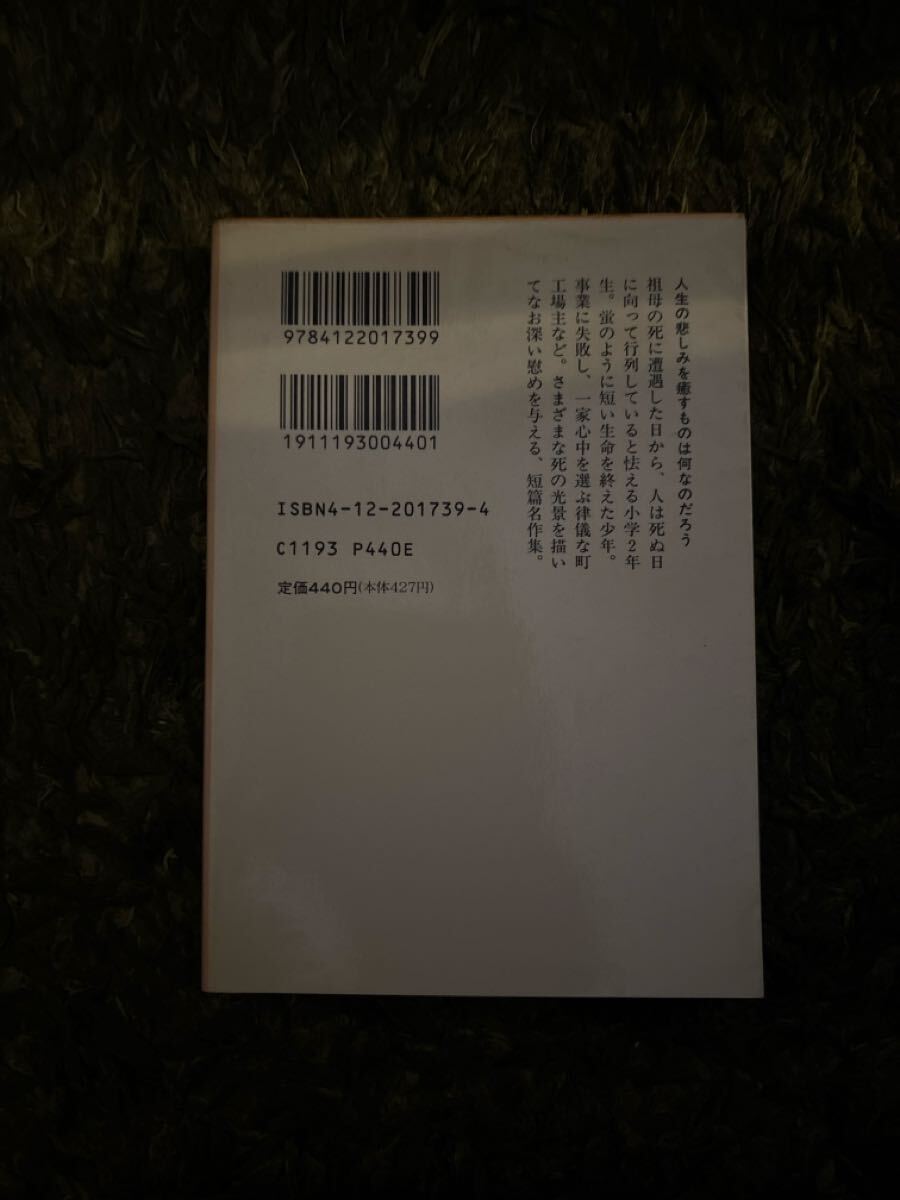 人生の悲しみを癒すものは何なのだろう
祖母の死に遭遇した日から、人は死ぬ日
に向って行列していると怯える小学2年
生。蛍のように短い生命を終えた少年。
事業に失敗し、一家心中を選ぶ律儀な町
工場主など。さまざまな死の光景を描い
てなお深い慰めを与える、短篇名作集。
9784122017399
1911193004401
ISBN4-12-201739-4
C1193 P440E
定価440円(本体427円)